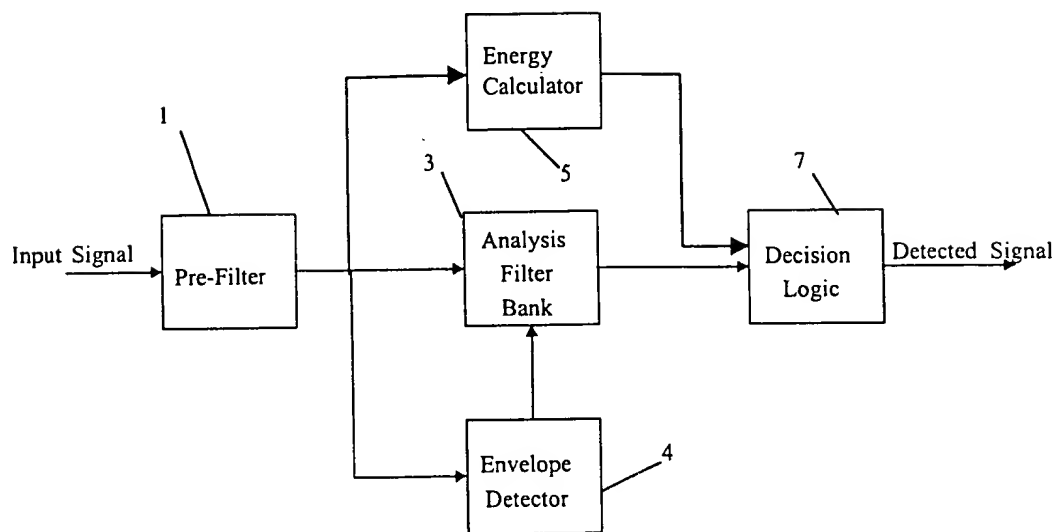 Energy
Calculator
1
5
3
7
Input Signal
Pre-Filter
Analysis
Filter
Bank
Decision
Logic
Detected Signal
Envelope
Detector
4